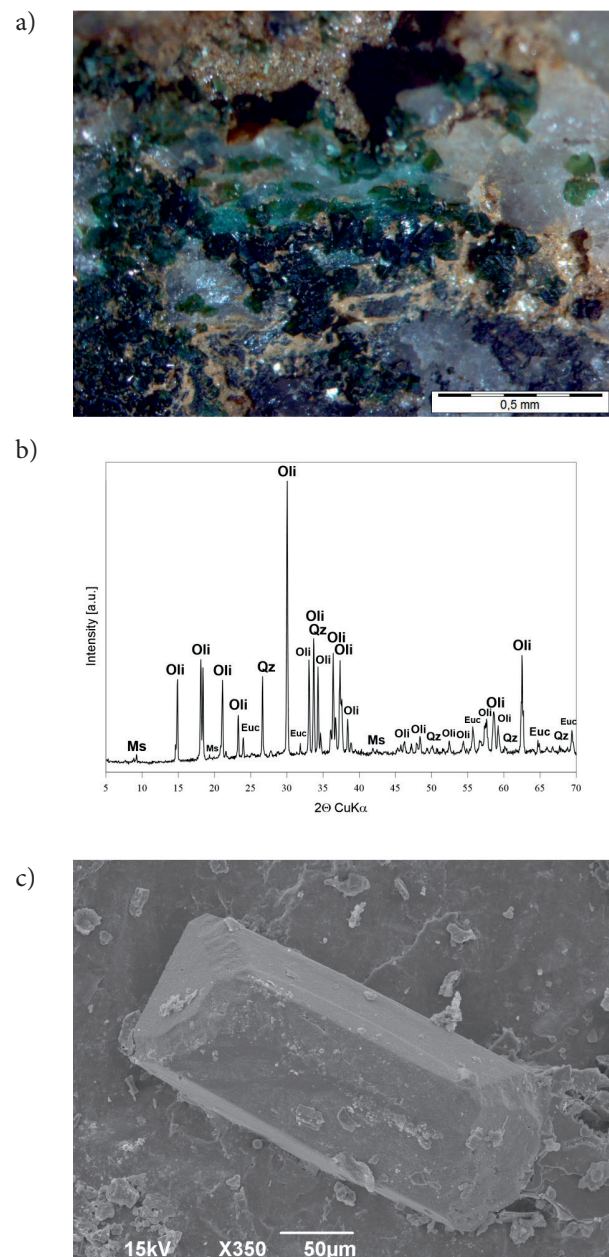 a)
0,5 mm
b)
Intensity [a.u.]
Oli
Oli
Qz
Oli
Oli
Oli
Oli
Oli
Qz
Oli
Oli
Oli
Oli
Euc
Euc
Oli
Ms
Ms
Ms
Oli
Oli
Qz
Oli
Oli
Euc
Oli
Oli
Oli
Qz
Oli
Euc
Qz
Euc
5 10 15 20 25 30 35 40 45 50 55 60 65 70
2Θ CuKα
c)
15kV X350 50µm